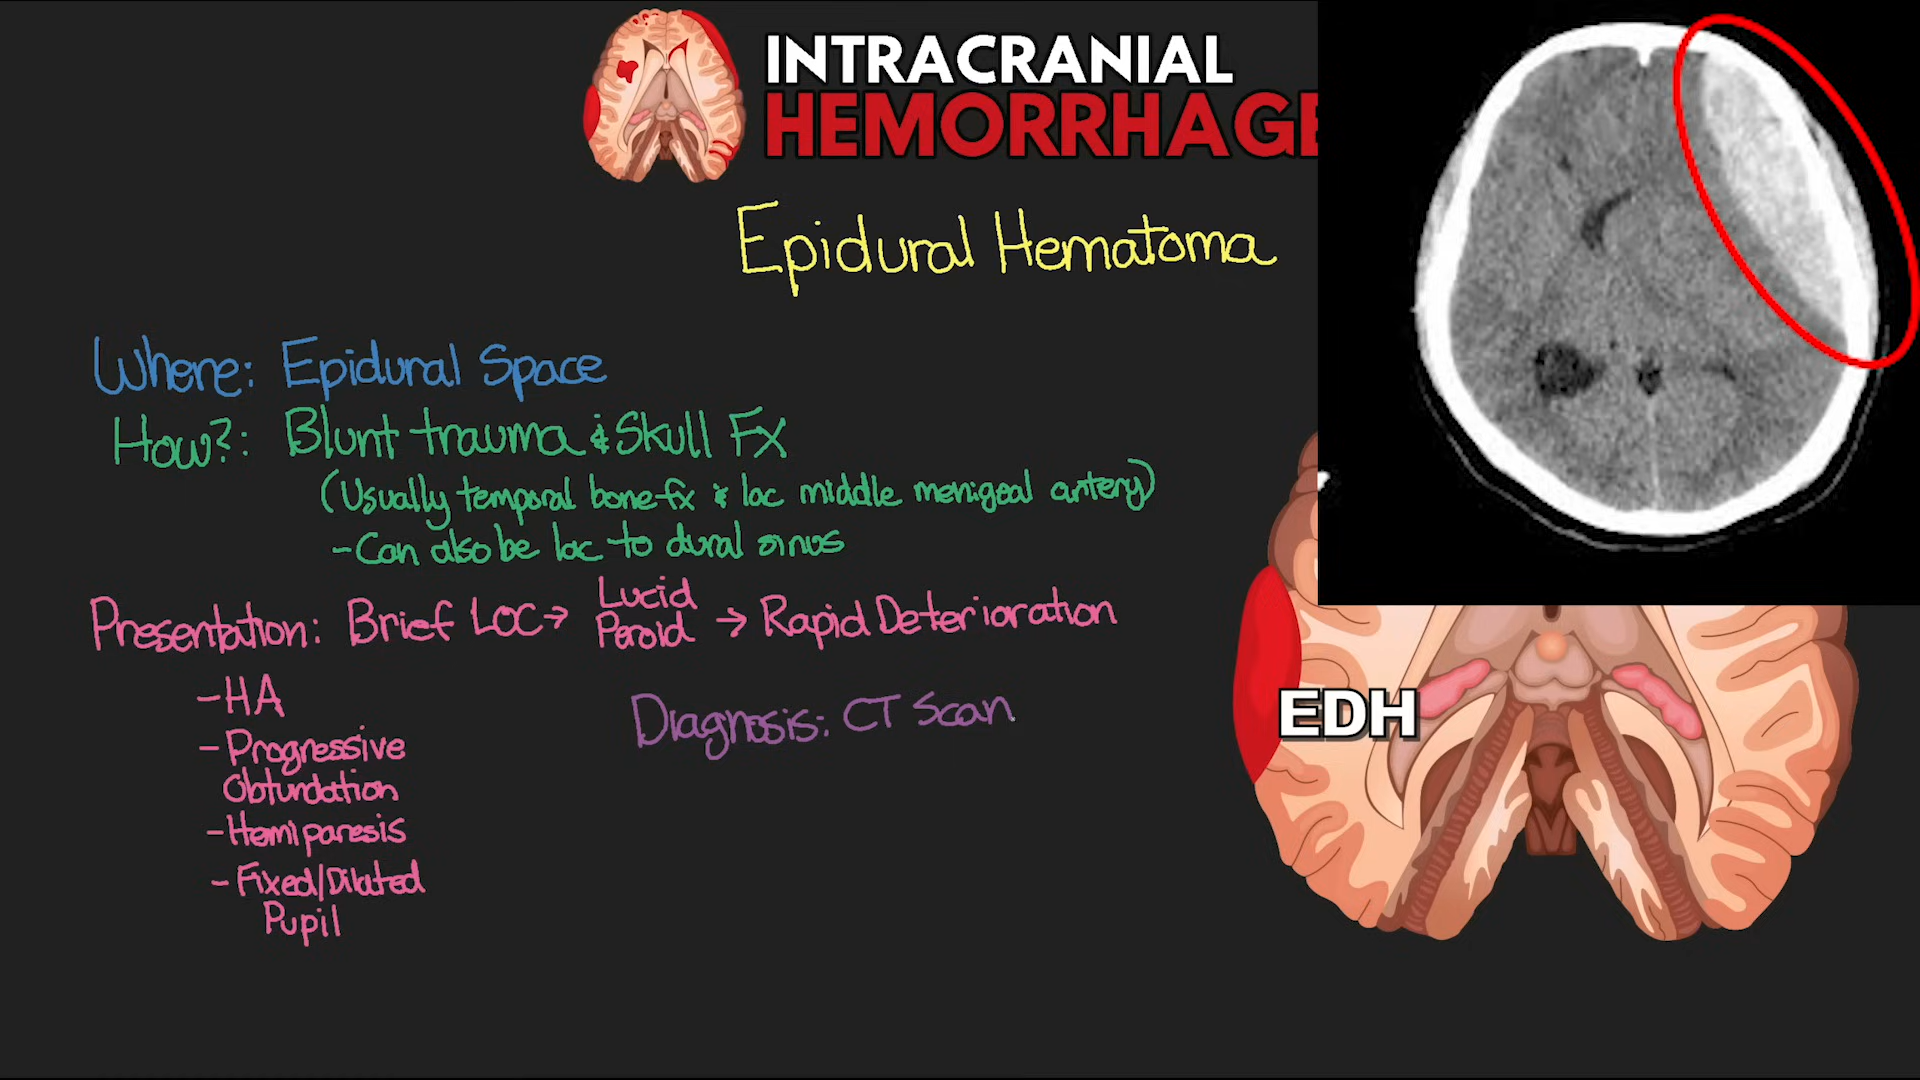 INTRACRANIAL
HEMORRHAGE
Epidural Hematoma
Where: Epidural Space
How?: Blunt trauma & Skull Fx
(Usually temporal bone fx & lac middle menigeal artery)
- Can also be lac to dural sinus
Presentation: Brief LOC → Lucid Peroid → Rapid Deterioration
- HA
- Progressive
Obtundation
- Hemiparesis
- Fixed/Dilated
Pupil
Diagnosis: CT Scan
EDH